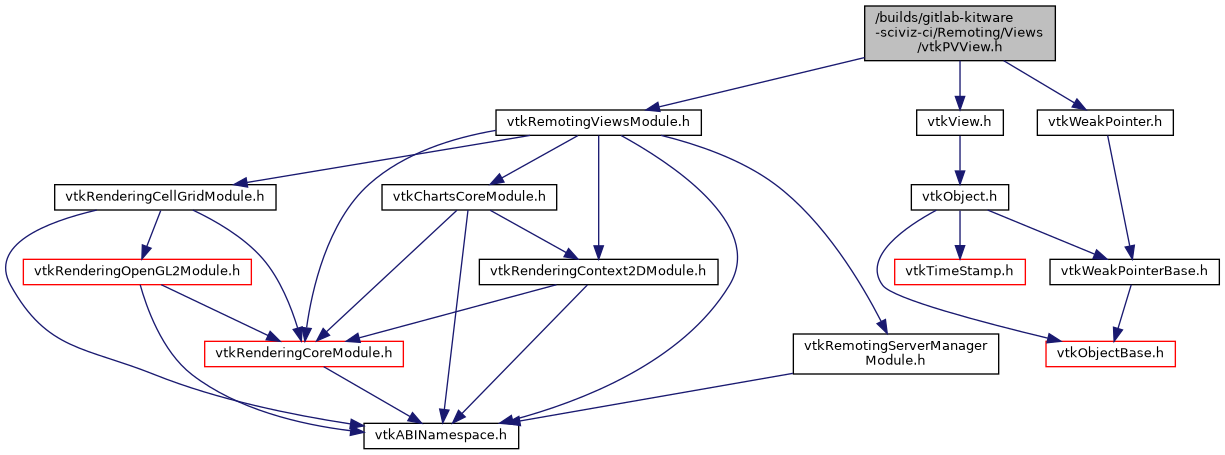 /builds/gitlab-kitware
-sciviz-ci/Remoting/Views
/vtkPVView.h
vtkRemotingViewsModule.h
vtkView.h
vtkWeakPointer.h
vtkRenderingCellGridModule.h
vtkChartsCoreModule.h
vtkObject.h
vtkRenderingOpenGL2Module.h
vtkRenderingContext2DModule.h
vtkTimeStamp.h
vtkWeakPointerBase.h
vtkRenderingCoreModule.h
vtkRemotingServerManager
Module.h
vtkObjectBase.h
vtkABINamespace.h